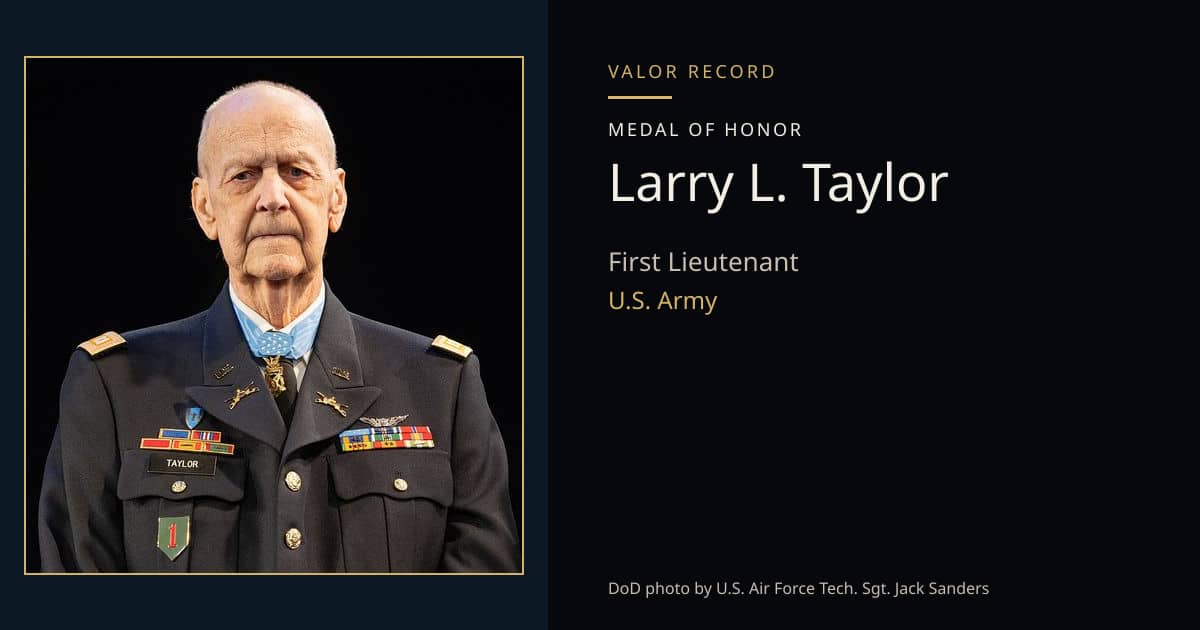 VALOR RECORD
MEDAL OF HONOR
Larry L. Taylor
First Lieutenant
U.S. Army
TAYLOR
1
DoD photo by U.S. Air Force Tech. Sgt. Jack Sanders